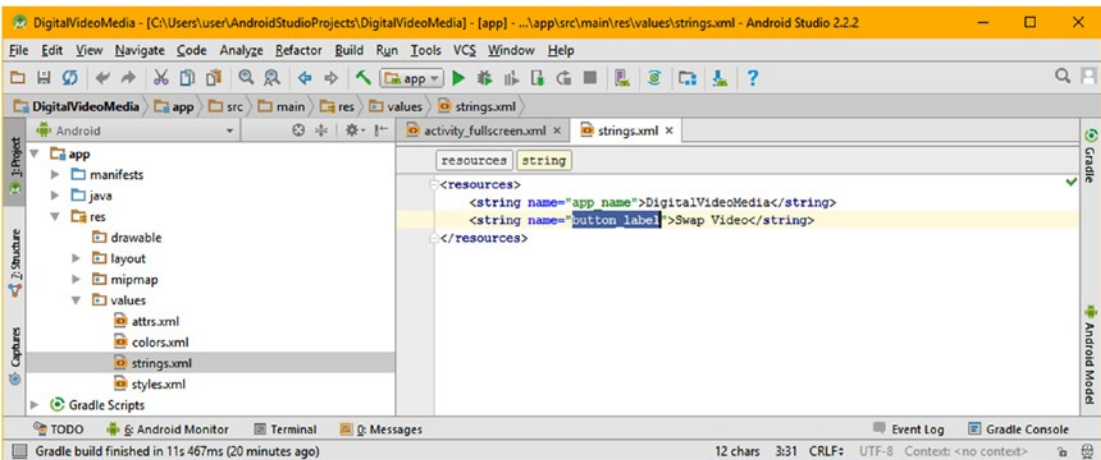 DigitalVideoMedia - [C:\Users\user\AndroidStudioProjects\DigitalVideoMedia] - [app] - ...\app\src\main\res\values\strings.xml - Android Studio 2.2.2
File Edit View Navigate Code Analyze Refactor Build Run Tools VCS Window Help
app
DigitalVideoMedia app src main res values strings.xml
1: Project
2: Structure
Captures
Android
app
manifests
java
res
drawable
layout
mipmap
values
attrs.xml
colors.xml
strings.xml
styles.xml
Gradle Scripts
activity_fullscreen.xml strings.xml
resources string
<resources>
<string name="app_name">DigitalVideoMedia</string>
<string name="button_label">Swap Video</string>
</resources>
Gradle
Android Model
TODO 6: Android Monitor Terminal 0: Messages Event Log Gradle Console
Gradle build finished in 11s 467ms (20 minutes ago) 12 chars 3:31 CRLF UTF-8 Context: <no context>